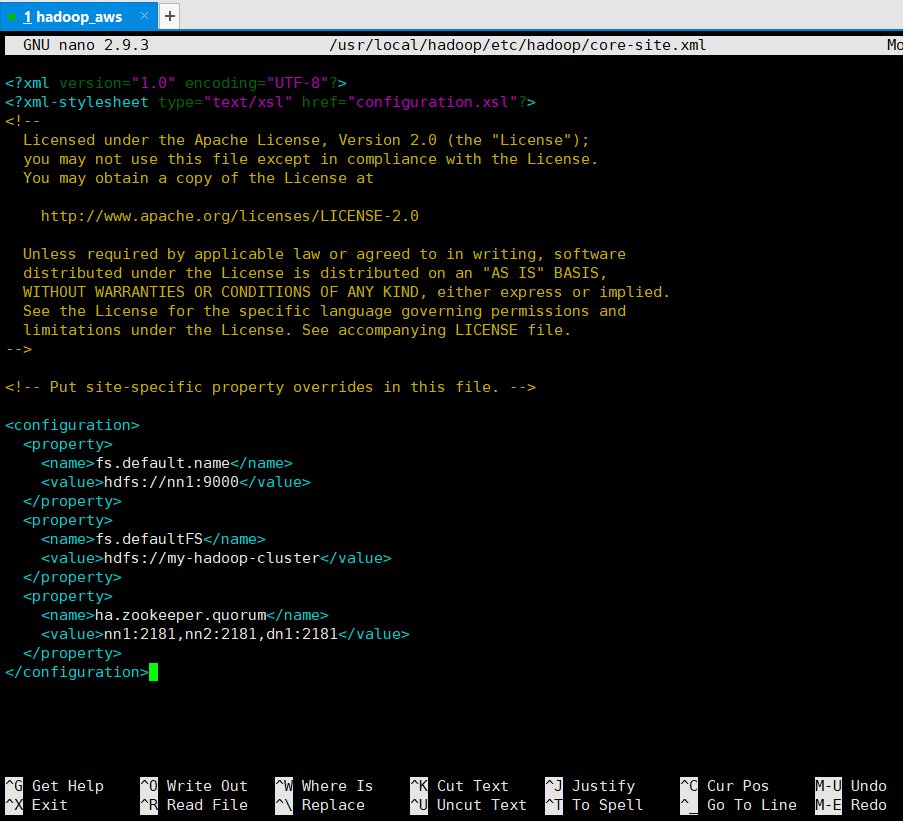 1 hadoop_aws × +
GNU nano 2.9.3 /usr/local/hadoop/etc/hadoop/core-site.xml
<?xml version="1.0" encoding="UTF-8"?>
<?xml-stylesheet type="text/xsl" href="configuration.xsl"?>
<!--
  Licensed under the Apache License, Version 2.0 (the "License");
  you may not use this file except in compliance with the License.
  You may obtain a copy of the License at
    http://www.apache.org/licenses/LICENSE-2.0
  Unless required by applicable law or agreed to in writing, software
  distributed under the License is distributed on an "AS IS" BASIS,
  WITHOUT WARRANTIES OR CONDITIONS OF ANY KIND, either express or implied.
  See the License for the specific language governing permissions and
  limitations under the License. See accompanying LICENSE file.
-->
<!-- Put site-specific property overrides in this file. -->
<configuration>
  <property>
    <name>fs.default.name</name>
    <value>hdfs://nn1:9000</value>
  </property>
  <property>
    <name>fs.defaultFS</name>
    <value>hdfs://my-hadoop-cluster</value>
  </property>
  <property>
    <name>ha.zookeeper.quorum</name>
    <value>nn1:2181,nn2:2181,dn1:2181</value>
  </property>
</configuration>
^G Get Help ^O Write Out ^W Where Is ^K Cut Text ^J Justify ^C Cur Pos M-U Undo
^X Exit ^R Read File ^\ Replace ^U Uncut Text ^T To Spell ^_ Go To Line M-E Redo